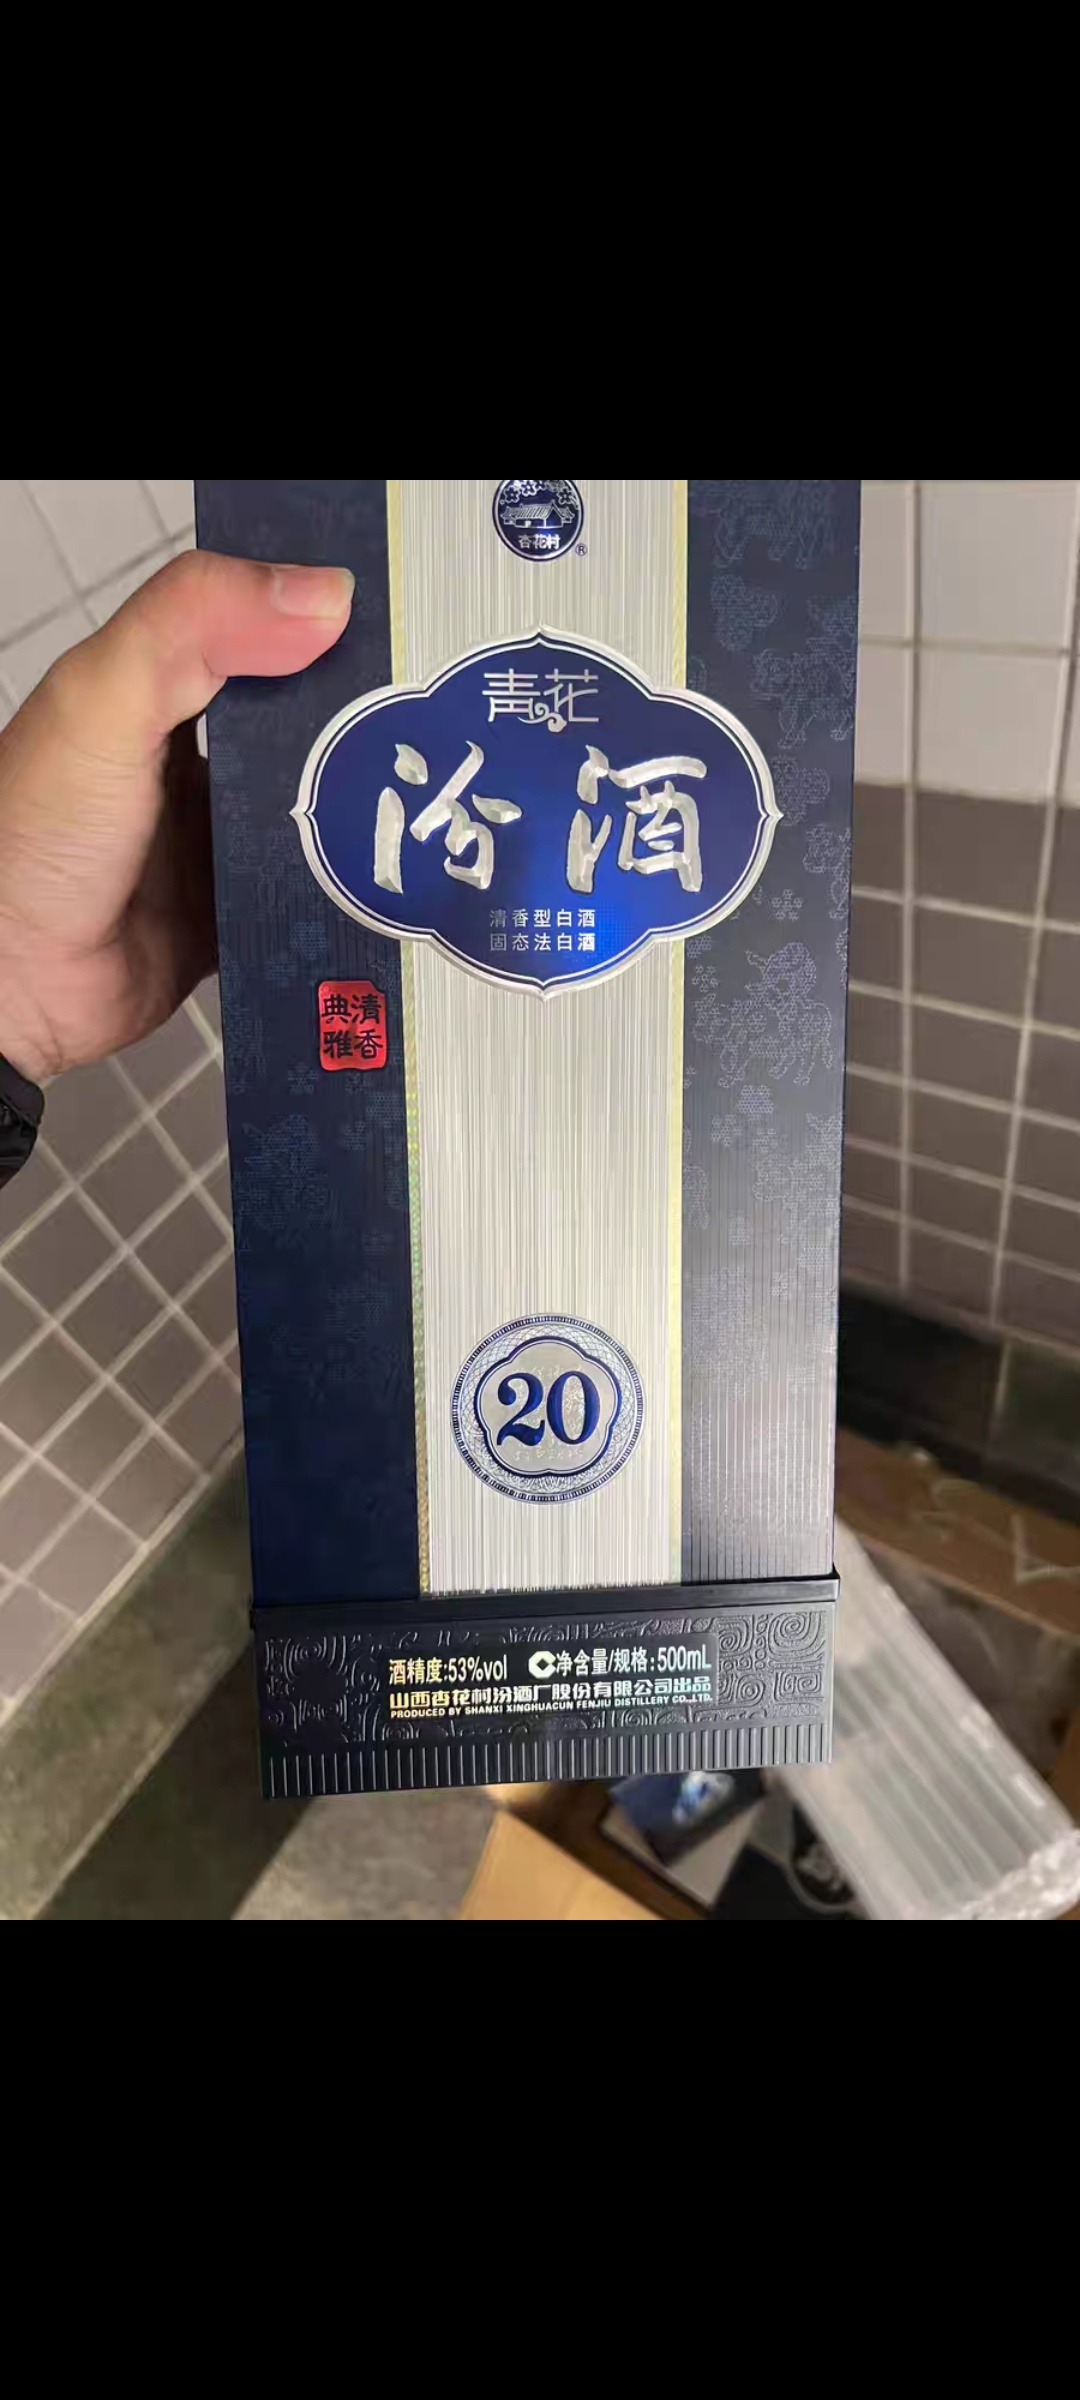 杏花村
®
青花
汾酒
清香型白酒
固态法白酒
清香
典雅
20
酒精度:53%vol 净含量/规格:500mL
山西杏花村汾酒厂股份有限公司出品
PRODUCED BY SHANXI XINGHUACUN FENJIU DISTILLERY CO.,LTD.